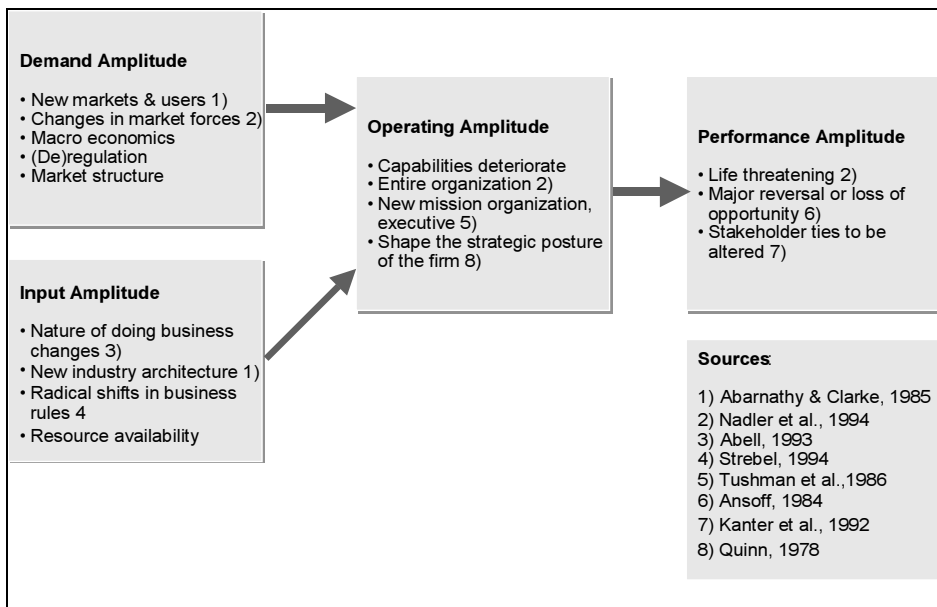 Demand Amplitude
• New markets & users 1)
• Changes in market forces 2)
• Macro economics
• (De)regulation
• Market structure
Input Amplitude
• Nature of doing business
changes 3)
• New industry architecture 1)
• Radical shifts in business
rules 4
• Resource availability
Operating Amplitude
• Capabilities deteriorate
• Entire organization 2)
• New mission organization,
executive 5)
• Shape the strategic posture
of the firm 8)
Performance Amplitude
• Life threatening 2)
• Major reversal or loss of
opportunity 6)
• Stakeholder ties to be
altered 7)
Sources:
1) Abarnathy & Clarke, 1985
2) Nadler et al., 1994
3) Abell, 1993
4) Strebel, 1994
5) Tushman et al.,1986
6) Ansoff, 1984
7) Kanter et al., 1992
8) Quinn, 1978